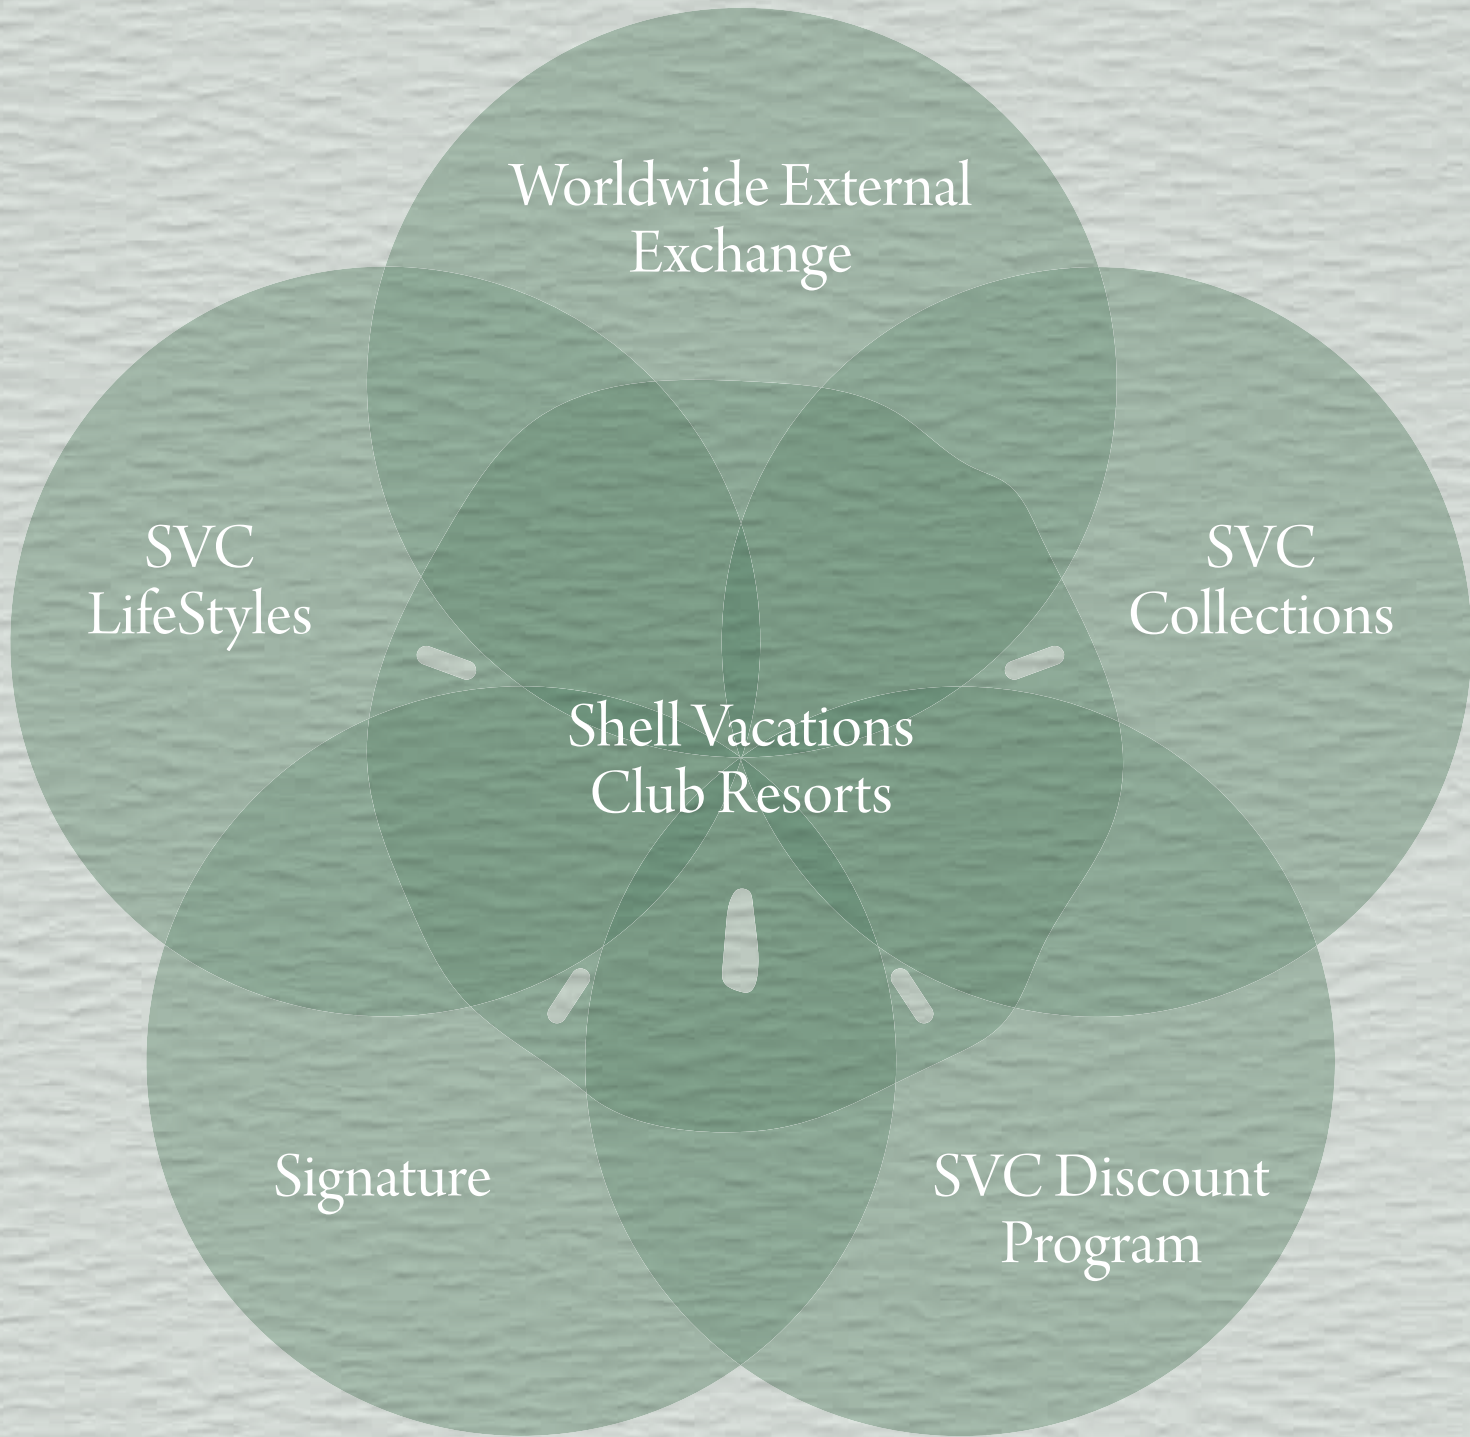 Worldwide External
Exchange
SVC
LifeStyles
SVC
Collections
Shell Vacations
Club Resorts
Signature
SVC Discount
Program